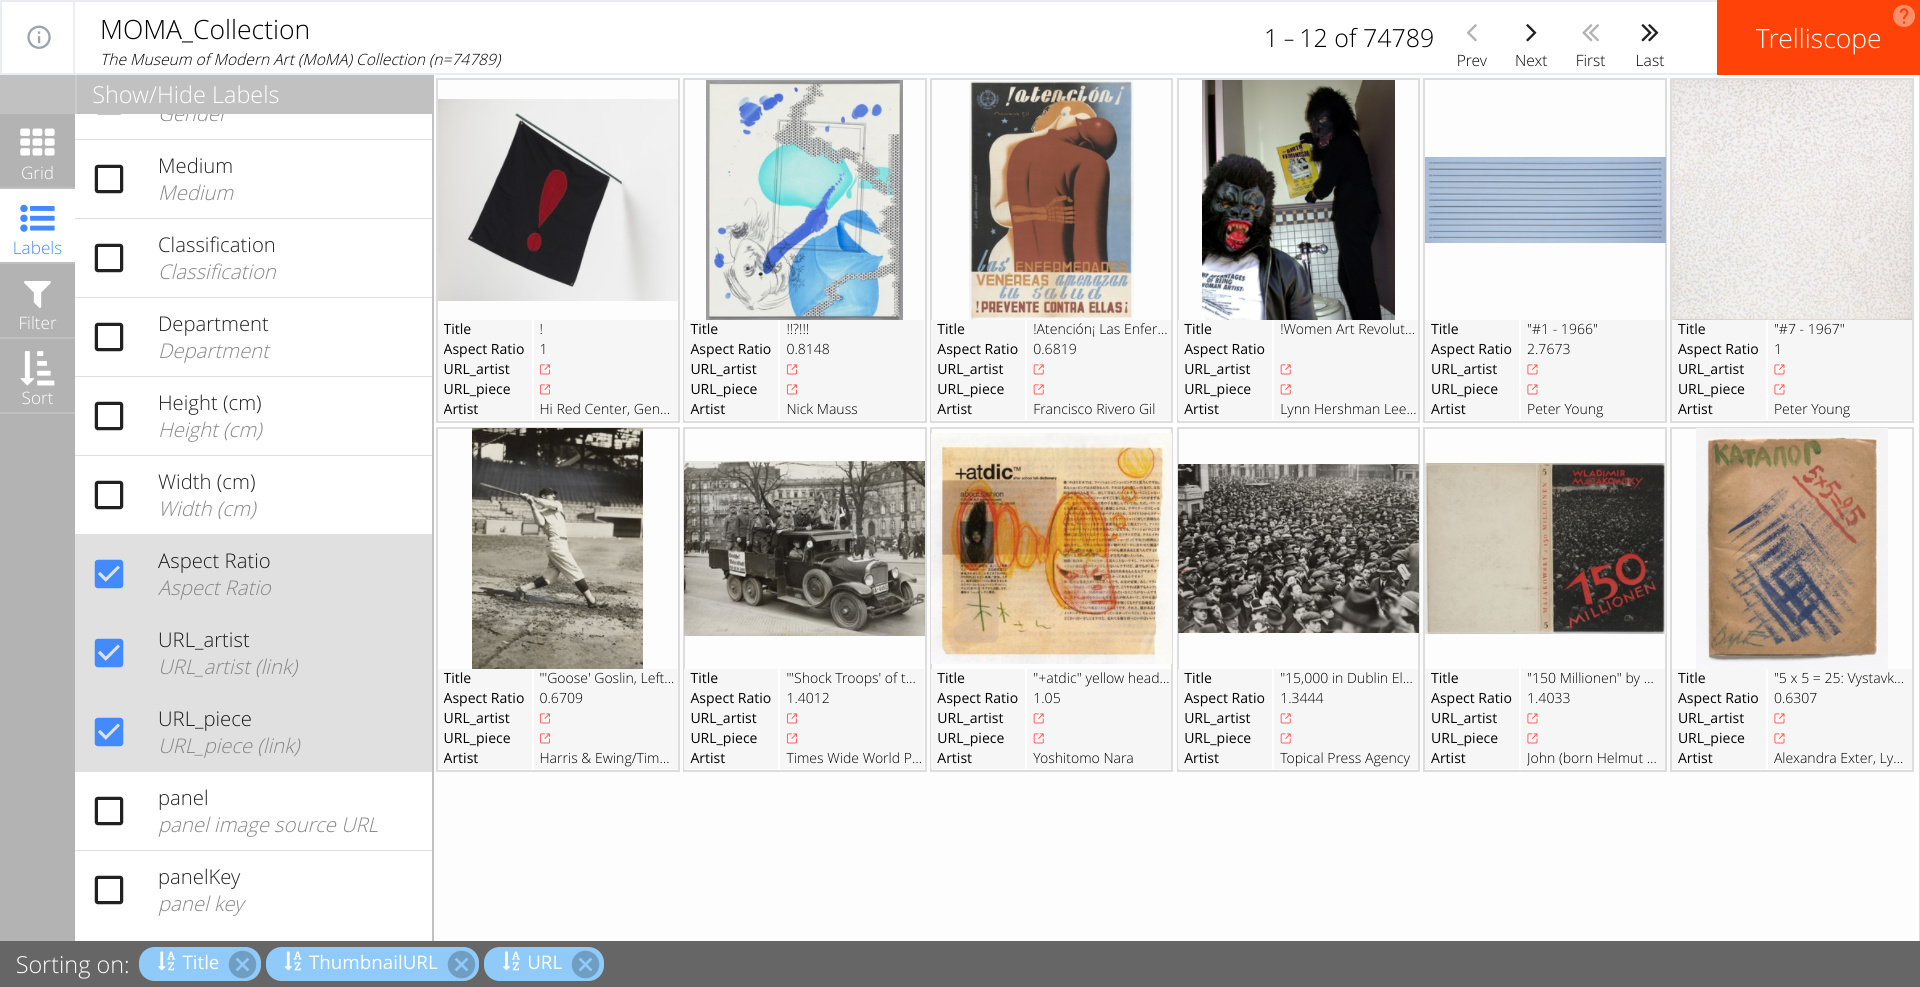 MOMA_Collection
The Museum of Modern Art (MoMA) Collection (n=74789)
1 – 12 of 74789
Prev
Next
First
Last
Trelliscope
?
Show/Hide Labels
Grid
Labels
Filter
Sort
Gender
Medium
Medium
Classification
Classification
Department
Department
Height (cm)
Height (cm)
Width (cm)
Width (cm)
Aspect Ratio
Aspect Ratio
URL_artist
URL_artist (link)
URL_piece
URL_piece (link)
panel
panel image source URL
panelKey
panel key
Title !
Aspect Ratio 1
URL_artist
URL_piece
Artist Hi Red Center, Gen...
Title !!?!!!
Aspect Ratio 0.8148
URL_artist
URL_piece
Artist Nick Mauss
!atención¡
las ENFERMEDADES
VENÉREAS amenazan
tu salud
!PREVENTE CONTRA ELLAS¡
Title !Atención¡ Las Enfer...
Aspect Ratio 0.6819
URL_artist
URL_piece
Artist Francisco Rivero Gil
OF BEING
Title !Women Art Revolut...
Aspect Ratio
URL_artist
URL_piece
Artist Lynn Hershman Lee...
Title "#1 - 1966"
Aspect Ratio 2.7673
URL_artist
URL_piece
Artist Peter Young
Title "#7 - 1967"
Aspect Ratio 1
URL_artist
URL_piece
Artist Peter Young
Title "'Goose' Goslin, Left...
Aspect Ratio 0.6709
URL_artist
URL_piece
Artist Harris & Ewing/Tim...
Title "'Shock Troops' of t...
Aspect Ratio 1.4012
URL_artist
URL_piece
Artist Times Wide World P...
+atdic™
Title "+atdic" yellow head...
Aspect Ratio 1.05
URL_artist
URL_piece
Artist Yoshitomo Nara
Title "15,000 in Dublin El...
Aspect Ratio 1.3444
URL_artist
URL_piece
Artist Topical Press Agency
WLADIMIR
MAJAKOWSKY
150
MILLIONEN
Title "150 Millionen" by ...
Aspect Ratio 1.4033
URL_artist
URL_piece
Artist John (born Helmut ...
КАТАЛОГ
5×5=25
Title "5 x 5 = 25: Vystavk...
Aspect Ratio 0.6307
URL_artist
URL_piece
Artist Alexandra Exter, Ly...
Sorting on:
Title
ThumbnailURL
URL